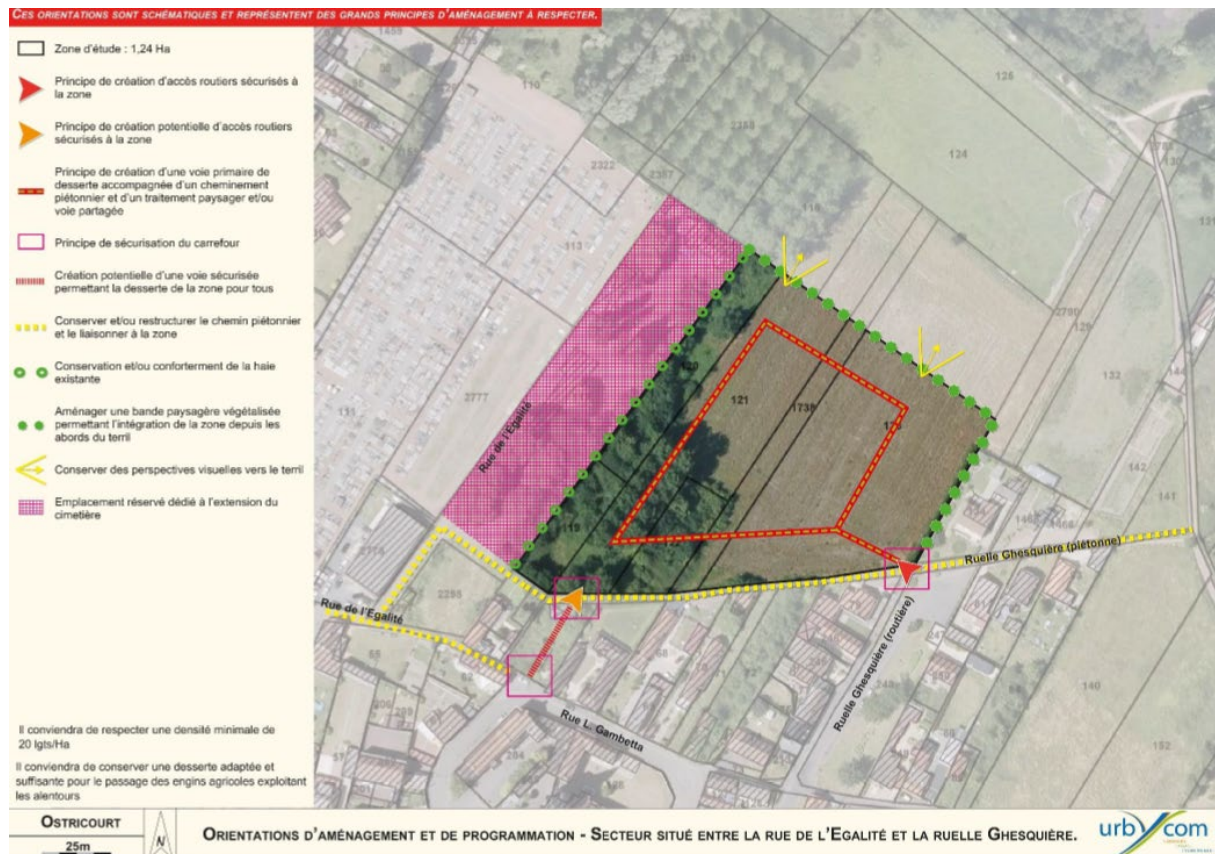 CES ORIENTATIONS SONT SCHÉMATIQUES ET REPRÉSENTENT DES GRANDS PRINCIPES D'AMÉNAGEMENT À RESPECTER.
Zone d'étude : 1,24 Ha
Principe de création d'accès routiers sécurisés à
la zone
Principe de création potentielle d'accès routiers
sécurisés à la zone
Principe de création d'une voie primaire de
desserte accompagnée d'un cheminement
piétonnier et d'un traitement paysager et/ou
voie partagée
Principe de sécurisation du carrefour
Création potentielle d'une voie sécurisée
permettant la desserte de la zone pour tous
Conserver et/ou restructurer le chemin piétonnier
et le liaisonner à la zone
Conservation et/ou confortement de la haie
existante
Aménager une bande paysagère végétalisée
permettant l'intégration de la zone depuis les
abords du terril
Conserver des perspectives visuelles vers le terril
Emplacement réservé dédié à l'extension du
cimetière
Il conviendra de respecter une densité minimale de
20 lgts/Ha
Il conviendra de conserver une desserte adaptée et
suffisante pour le passage des engins agricoles exploitant
les alentours
110
126
2358
124
2322
2357
113
2790
132
120
121
1738
111
2777
Rue de l'Egalité
142
141
119
Ruelle Ghesquière (piétonne)
2285
Rue de l'Egalité
Ruelle Ghesquière (routière)
140
Rue L. Gambetta
152
OSTRICOURT
25m
N
ORIENTATIONS D'AMÉNAGEMENT ET DE PROGRAMMATION - SECTEUR SITUÉ ENTRE LA RUE DE L'EGALITÉ ET LA RUELLE GHESQUIÈRE.
urbycom